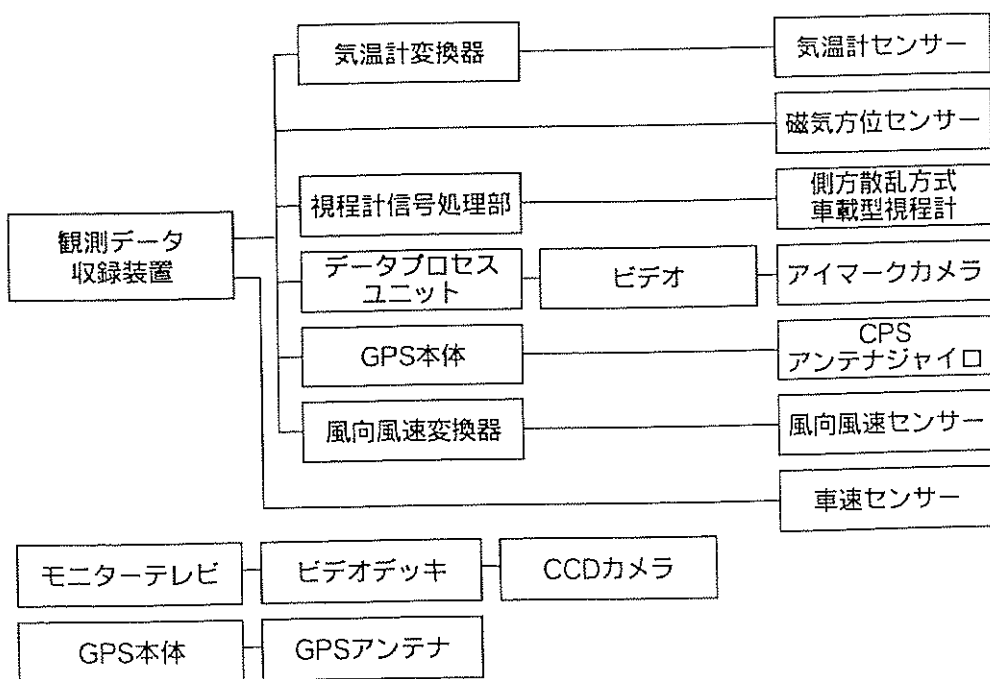 気温計変換器
気温計センサー
磁気方位センサー
視程計信号処理部
側方散乱方式
車載型視程計
観測データ
収録装置
データプロセス
ユニット
ビデオ
アイマークカメラ
GPS本体
CPS
アンテナジャイロ
風向風速変換器
風向風速センサー
車速センサー
モニターテレビ
ビデオデッキ
CCDカメラ
GPS本体
GPSアンテナ